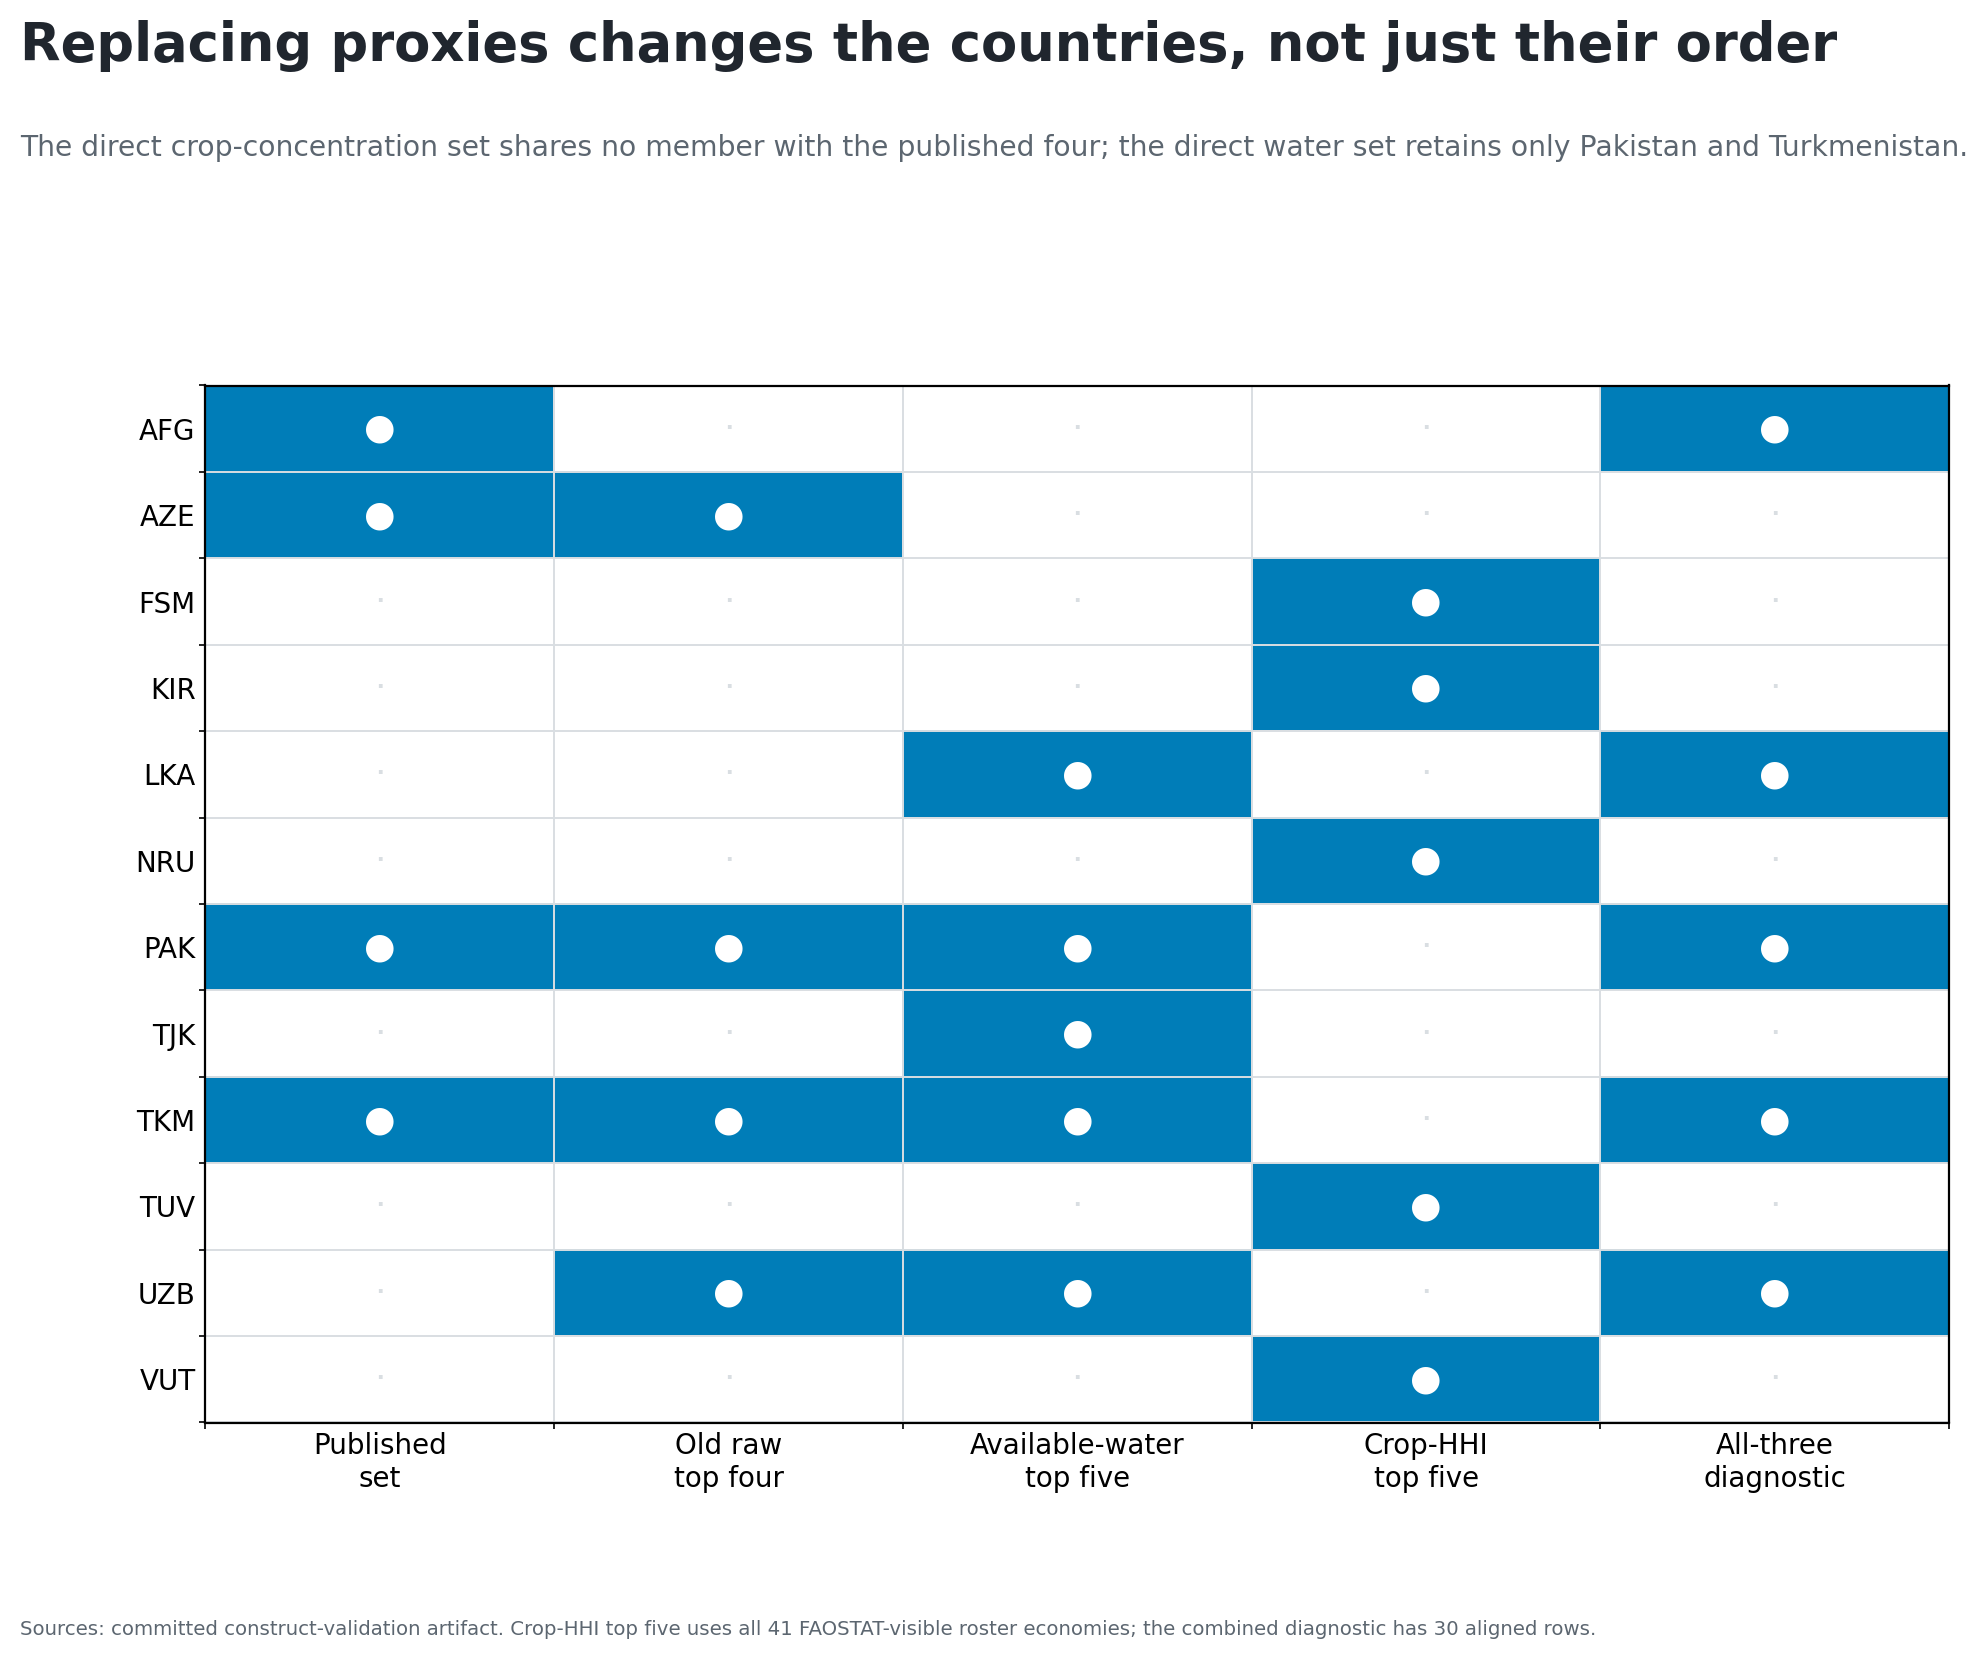 Replacing proxies changes the countries, not just their order
The direct crop-concentration set shares no member with the published four; the direct water set retains only Pakistan and Turkmenistan.
AFG
AZE
FSM
KIR
LKA
NRU
PAK
TJK
TKM
TUV
UZB
VUT
Published
set
Old raw
top four
Available-water
top five
Crop-HHI
top five
All-three
diagnostic
Sources: committed construct-validation artifact. Crop-HHI top five uses all 41 FAOSTAT-visible roster economies; the combined diagnostic has 30 aligned rows.